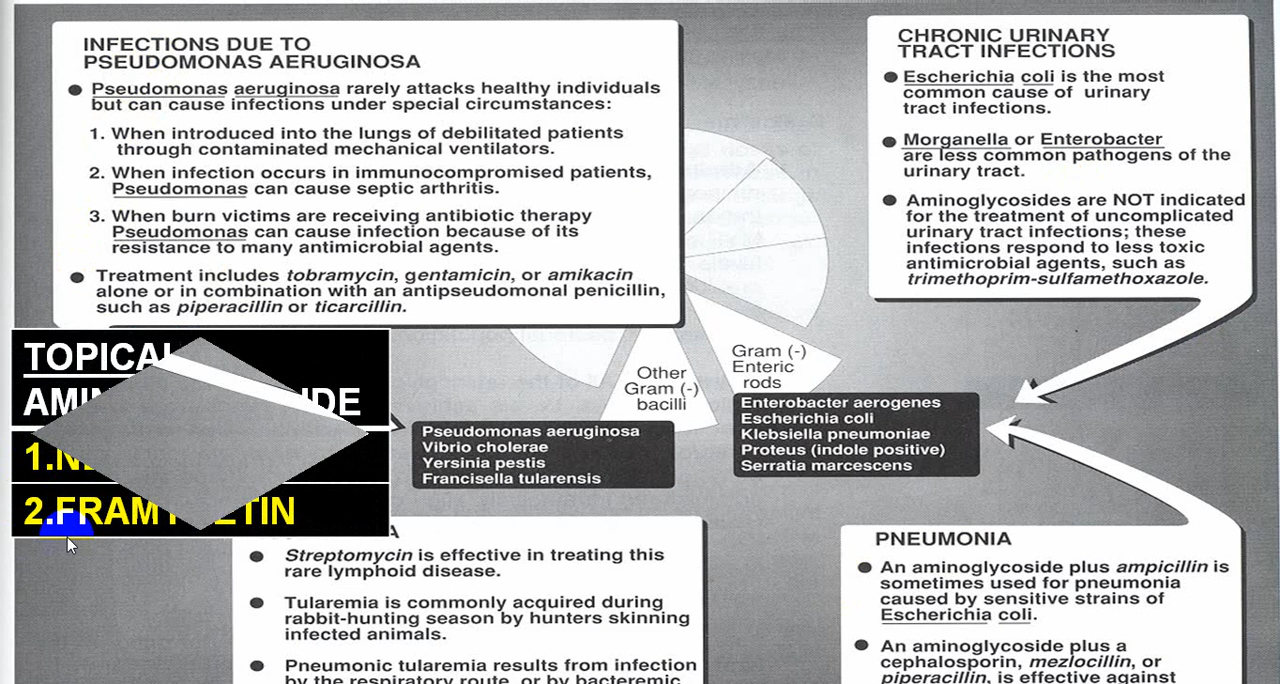 INFECTIONS DUE TO
PSEUDOMONAS AERUGINOSA
● Pseudomonas aeruginosa rarely attacks healthy individuals
but can cause infections under special circumstances:
1. When introduced into the lungs of debilitated patients
through contaminated mechanical ventilators.
2. When infection occurs in immunocompromised patients,
Pseudomonas can cause septic arthritis.
3. When burn victims are receiving antibiotic therapy
Pseudomonas can cause infection because of its
resistance to many antimicrobial agents.
● Treatment includes tobramycin, gentamicin, or amikacin
alone or in combination with an antipseudomonal penicillin,
such as piperacillin or ticarcillin.
CHRONIC URINARY
TRACT INFECTIONS
● Escherichia coli is the most
common cause of urinary
tract infections.
● Morganella or Enterobacter
are less common pathogens of the
urinary tract.
● Aminoglycosides are NOT indicated
for the treatment of uncomplicated
urinary tract infections; these
infections respond to less toxic
antimicrobial agents, such as
trimethoprim-sulfamethoxazole.
TOPICAL
1.
2.
Other
Gram (-)
bacilli
Gram (-)
Enteric
rods
Pseudomonas aeruginosa
Vibrio cholerae
Yersinia pestis
Francisella tularensis
Enterobacter aerogenes
Escherichia coli
Klebsiella pneumoniae
Proteus (indole positive)
Serratia marcescens
● Streptomycin is effective in treating this
rare lymphoid disease.
● Tularemia is commonly acquired during
rabbit-hunting season by hunters skinning
infected animals.
● Pneumonic tularemia results from infection
by the respiratory route, or by bacteremic
PNEUMONIA
● An aminoglycoside plus ampicillin is
sometimes used for pneumonia
caused by sensitive strains of
Escherichia coli.
● An aminoglycoside plus a
cephalosporin, mezlocillin, or
piperacillin, is effective against